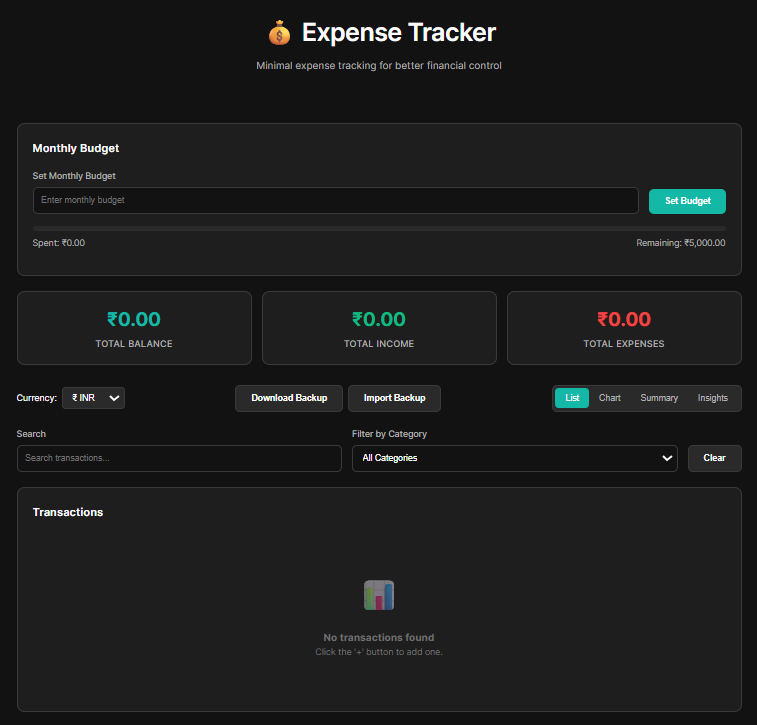 Expense Tracker
Minimal expense tracking for better financial control
Monthly Budget
Set Monthly Budget
Enter monthly budget
Set Budget
Spent: ₹0.00
Remaining: ₹5,000.00
₹0.00
TOTAL BALANCE
₹0.00
TOTAL INCOME
₹0.00
TOTAL EXPENSES
Currency:
₹ INR
Download Backup
Import Backup
List
Chart
Summary
Insights
Search
Search transactions...
Filter by Category
All Categories
Clear
Transactions
No transactions found
Click the '+' button to add one.